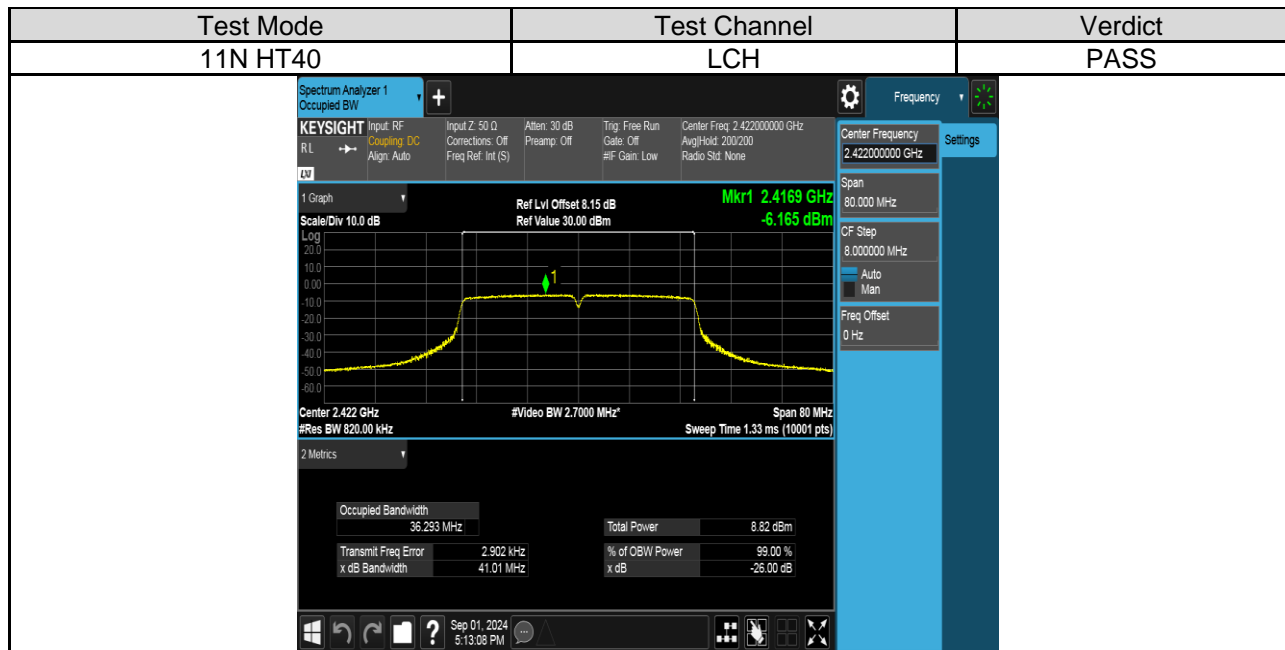 Test Mode Test Channel Verdict
11N HT40 LCH PASS
Spectrum Analyzer 1
Occupied BW
+
Frequency
KEYSIGHT Input: RF Input Z: 50 Ω Atten: 30 dB Trig: Free Run Center Freq: 2.422000000 GHz
RL Coupling: DC Corrections: Off Preamp: Off Gate: Off Avg|Hold: 200/200
Align: Auto Freq Ref: Int (S) #IF Gain: Low Radio Std: None
LXI
Center Frequency
2.422000000 GHz
Settings
Span
80.000 MHz
CF Step
8.000000 MHz
Auto
Man
Freq Offset
0 Hz
1 Graph
Ref Lvl Offset 8.15 dB
Mkr1 2.4169 GHz
Scale/Div 10.0 dB Ref Value 30.00 dBm -6.165 dBm
Log
20.0
10.0
0.00
-10.0
-20.0
-30.0
-40.0
-50.0
-60.0
1
Center 2.422 GHz #Video BW 2.7000 MHz* Span 80 MHz
#Res BW 820.00 kHz Sweep Time 1.33 ms (10001 pts)
2 Metrics
Occupied Bandwidth
36.293 MHz Total Power 8.82 dBm
Transmit Freq Error 2.902 kHz % of OBW Power 99.00 %
x dB Bandwidth 41.01 MHz x dB -26.00 dB
?
Sep 01, 2024
5:13:08 PM